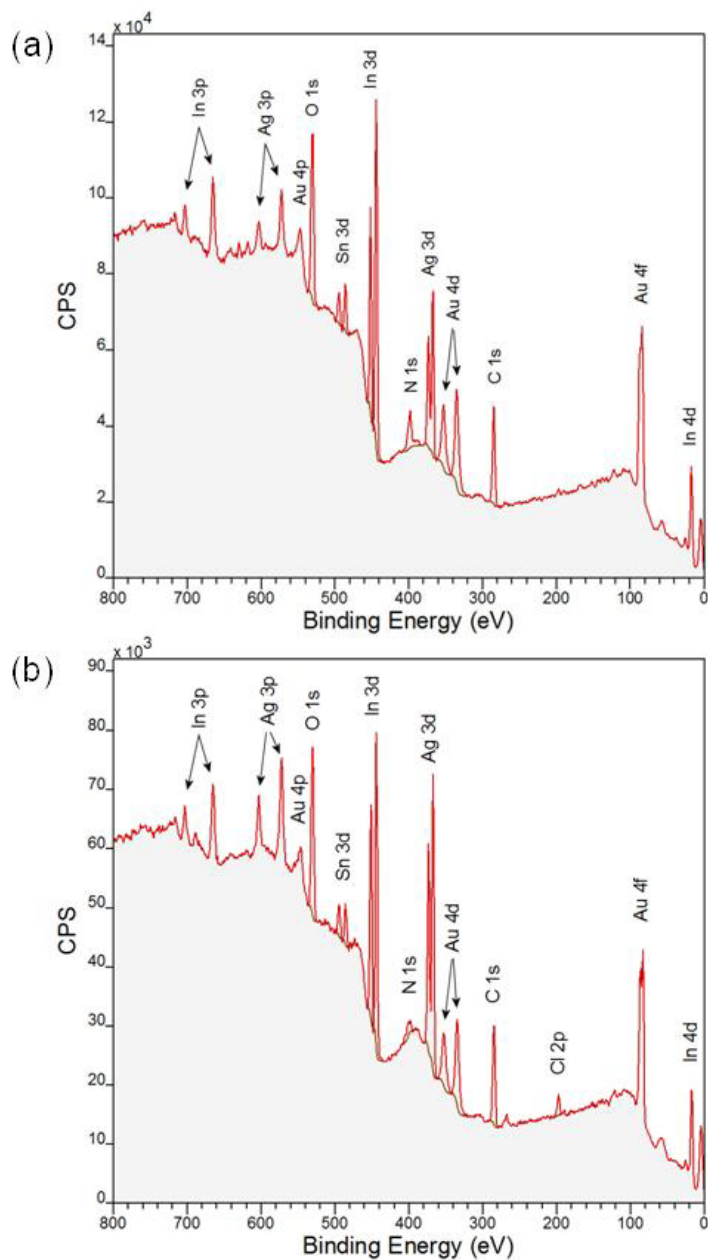 (a)
x 10⁴
14
12
10
8
6
4
2
0
CPS
In 3p
Ag 3p
Au 4p
O 1s
Sn 3d
In 3d
N 1s
Ag 3d
Au 4d
C 1s
Au 4f
In 4d
800 700 600 500 400 300 200 100 0
Binding Energy (eV)
(b)
x 10³
90
80
70
60
50
40
30
20
10
0
CPS
In 3p
Ag 3p
Au 4p
O 1s
Sn 3d
In 3d
N 1s
Ag 3d
Au 4d
C 1s
Cl 2p
Au 4f
In 4d
800 700 600 500 400 300 200 100 0
Binding Energy (eV)